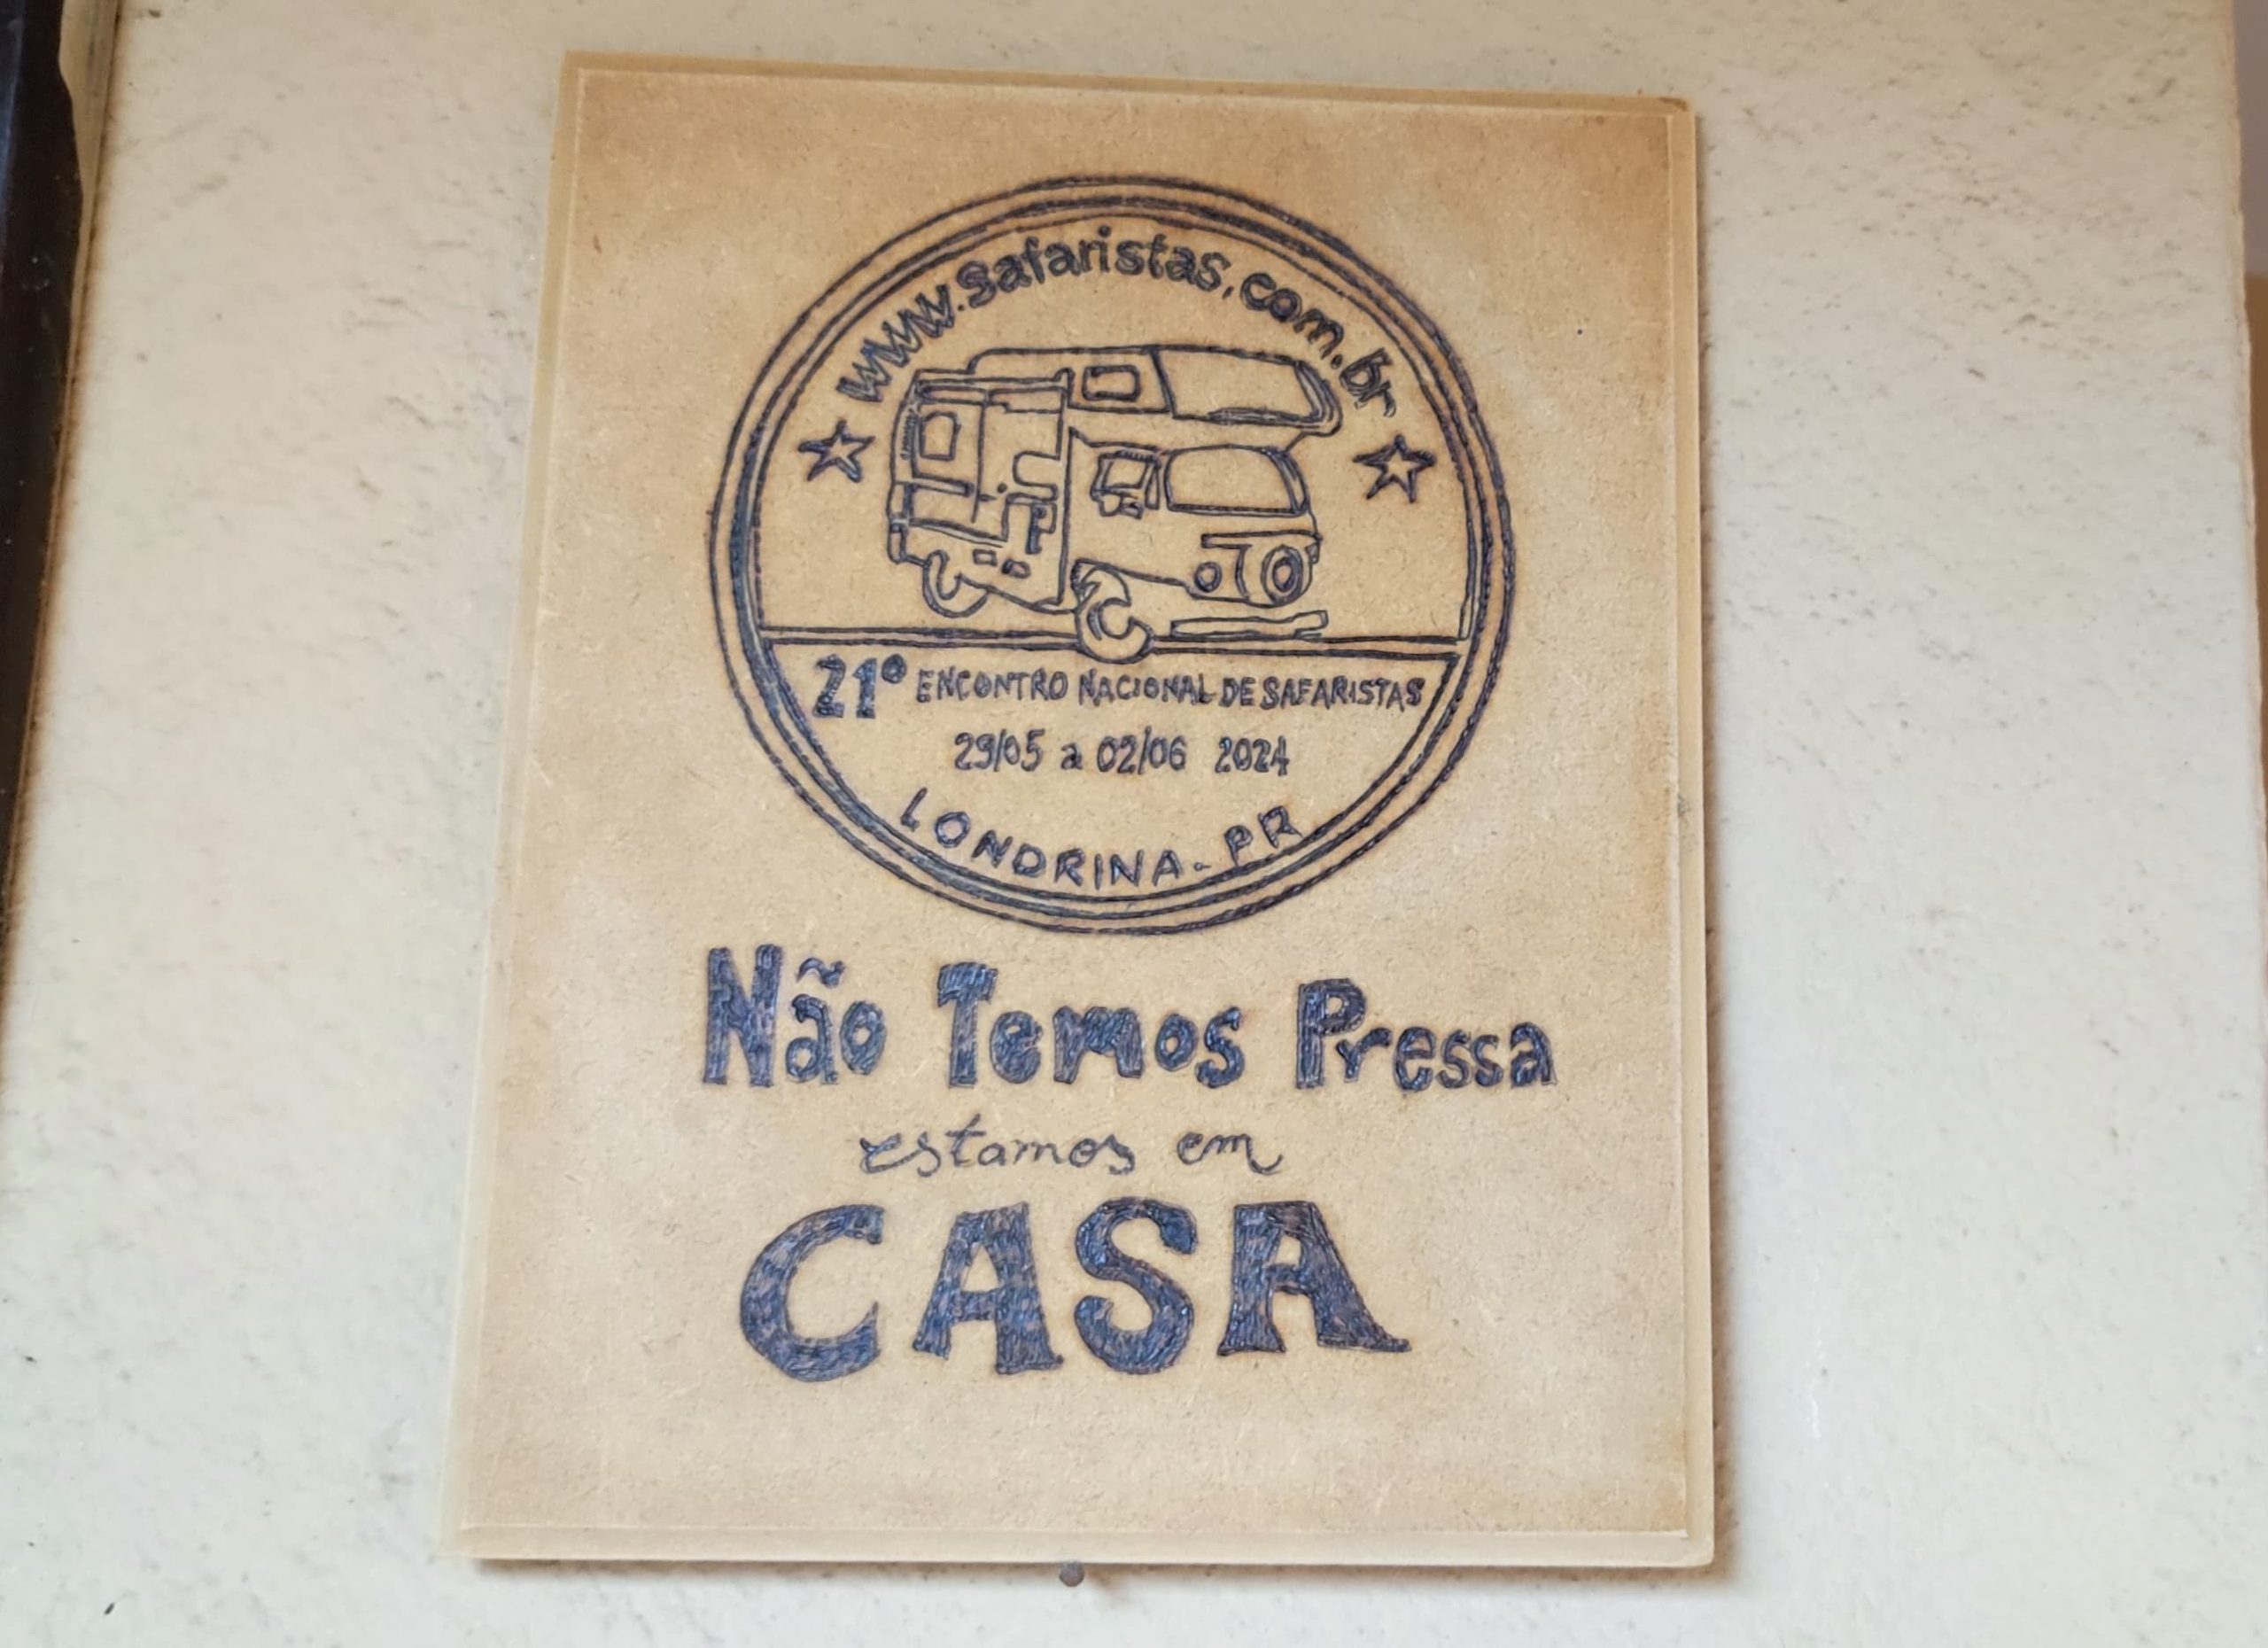 www.safaristas.com.br
21º ENCONTRO NACIONAL DE SAFARISTAS
29/05 a 02/06 2024
LONDRINA-PR
Não Temos Pressa
estamos em
CASA